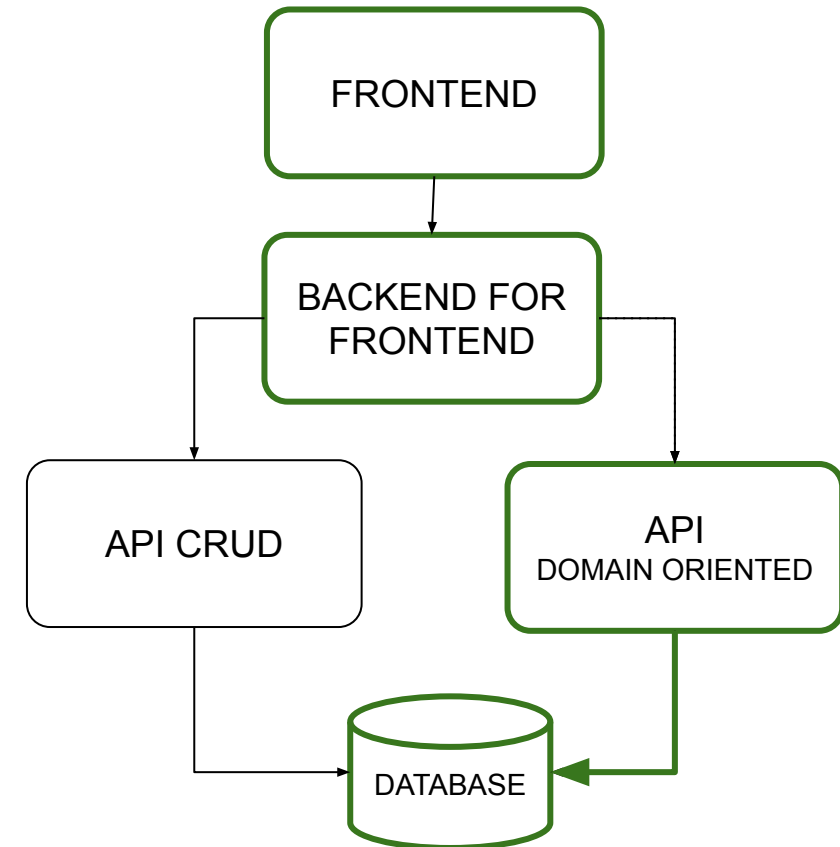 FRONTEND
BACKEND FOR
FRONTEND
API CRUD
API
DOMAIN ORIENTED
DATABASE